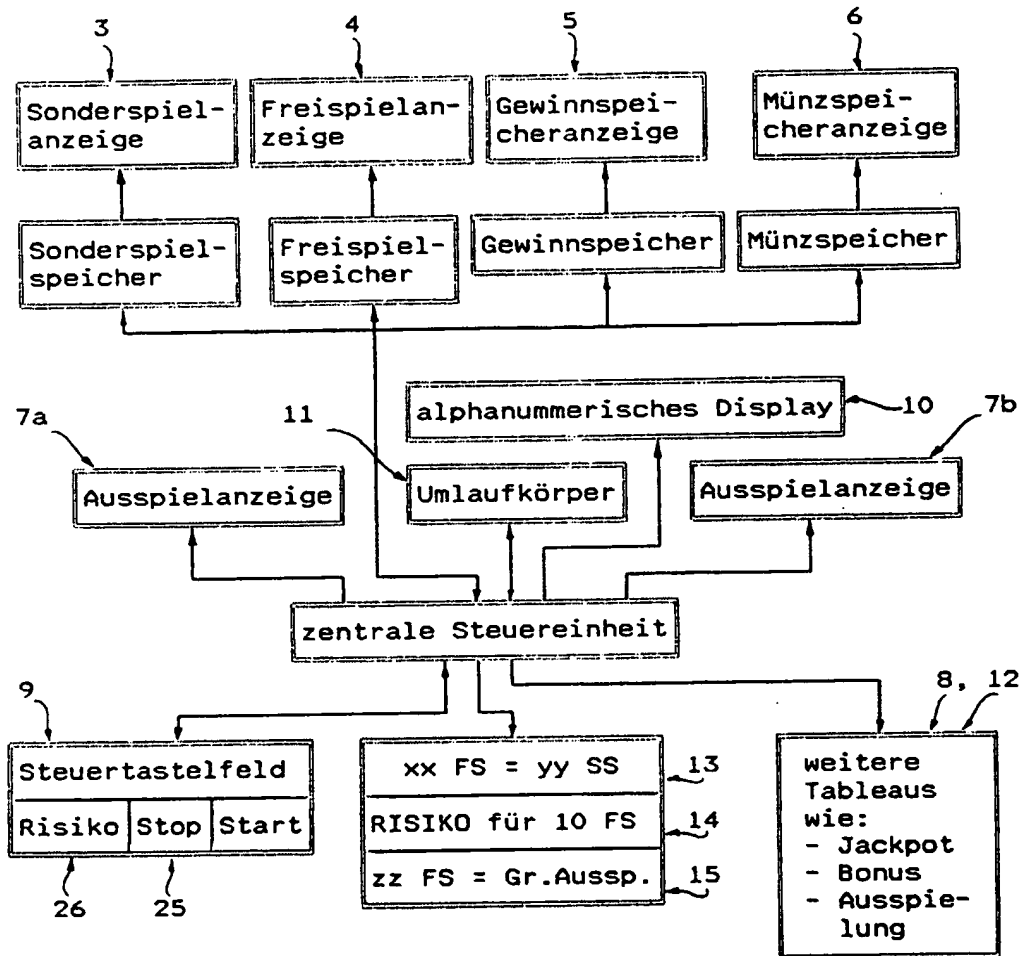 3
4
5
6
Sonderspiel-
anzeige
Freispielan-
zeige
Gewinnspei-
cheranzeige
Münzspei-
cheranzeige
Sonderspiel-
speicher
Freispiel-
speicher
Gewinnspeicher
Münzspeicher
7a
11
alphanummerisches Display
10
7b
Ausspielanzeige
Umlaufkörper
Ausspielanzeige
zentrale Steuereinheit
9
8, 12
Steuertastelfeld
Risiko Stop Start
26
25
xx FS = yy SS
13
RISIKO für 10 FS
14
zz FS = Gr.Aussp.
15
weitere
Tableaus
wie:
- Jackpot
- Bonus
- Ausspie-
lung